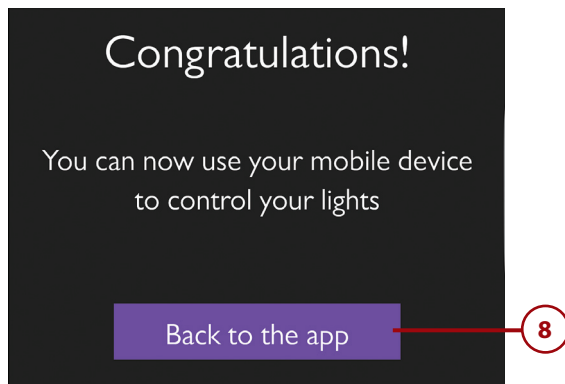 Congratulations!
You can now use your mobile device
to control your lights
Back to the app
8